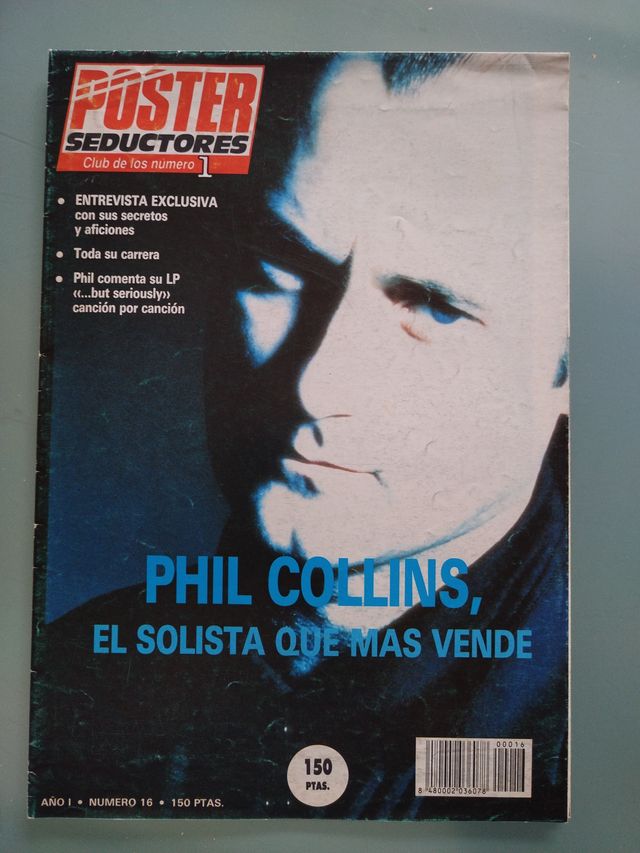 PÓSTER
SEDUCTORES
Club de los número 1
• ENTREVISTA EXCLUSIVA
con sus secretos
y aficiones
• Toda su carrera
• Phil comenta su LP
«...but seriously»
canción por canción
PHIL COLLINS,
EL SOLISTA QUE MAS VENDE
150
PTAS.
00016
8 480002 036078
AÑO I • NUMERO 16 • 150 PTAS.